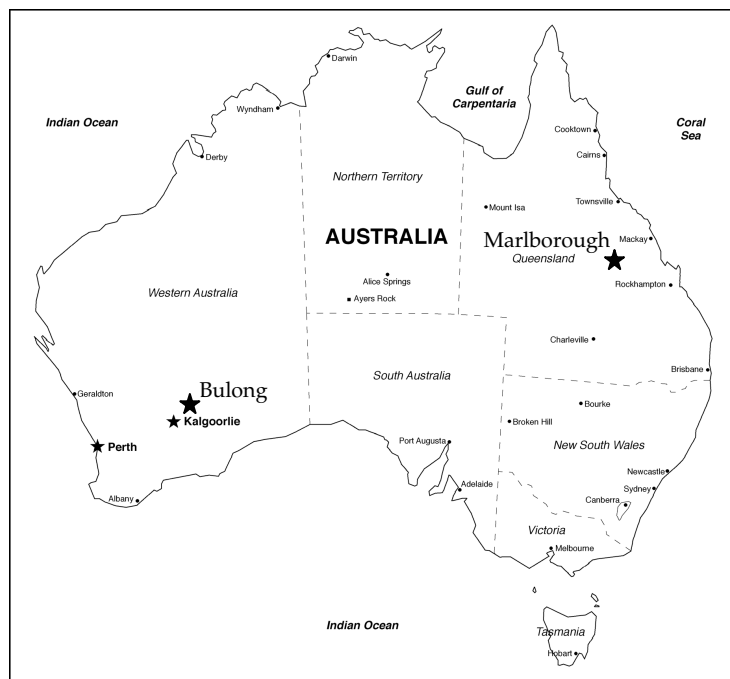 Darwin
Gulf of
Carpentaria
Wyndham
Indian Ocean
Coral
Sea
Cooktown
Cairns
Derby
Northern Territory
Townsville
Mount Isa
AUSTRALIA
Marlborough
Mackay
Queensland
Alice Springs
Rockhampton
Western Australia
Ayers Rock
Charleville
Brisbane
South Australia
Bulong
Geraldton
Bourke
Kalgoorlie
Broken Hill
Perth
Port Augusta
New South Wales
Newcastle
Adelaide
Sydney
Albany
Canberra
Victoria
Melbourne
Indian Ocean
Tasmania
Hobart